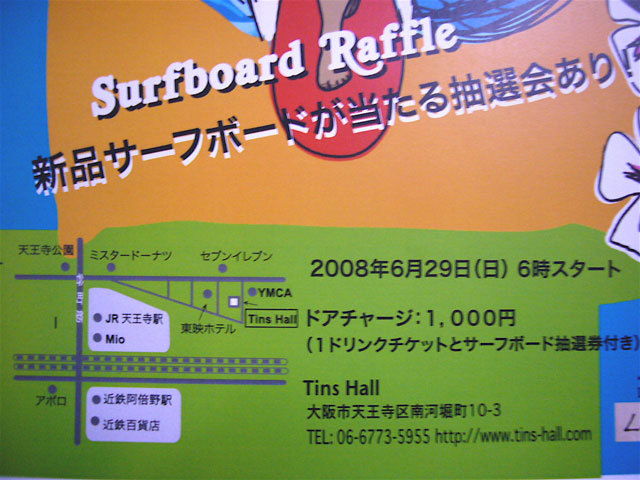 Surfboard Raffle
新品サーフボードが当たる抽選会あり!
天王寺公園
ミスタードーナツ
セブンイレブン
YMCA
Tins Hall
東映ホテル
JR 天王寺駅
Mio
アポロ
近鉄阿倍野駅
近鉄百貨店
2008年6月29日(日) 6時スタート
ドアチャージ:1,000円
(1ドリンクチケットとサーフボード抽選券付き)
Tins Hall
大阪市天王寺区南河堀町10-3
TEL: 06-6773-5955 http://www.tins-hall.com